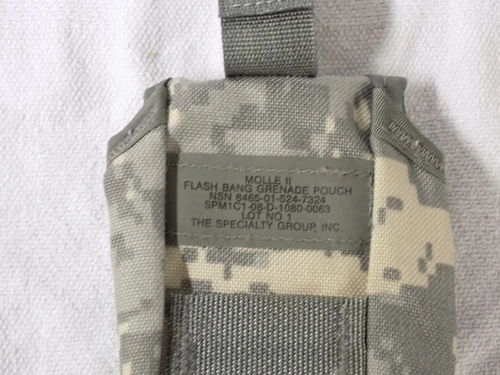 MOLLE II
FLASH BANG GRENADE POUCH
NSN 8465-01-524-7324
SPM1C1-08-D-1080-0063
LOT NO 1
THE SPECIALTY GROUP, INC